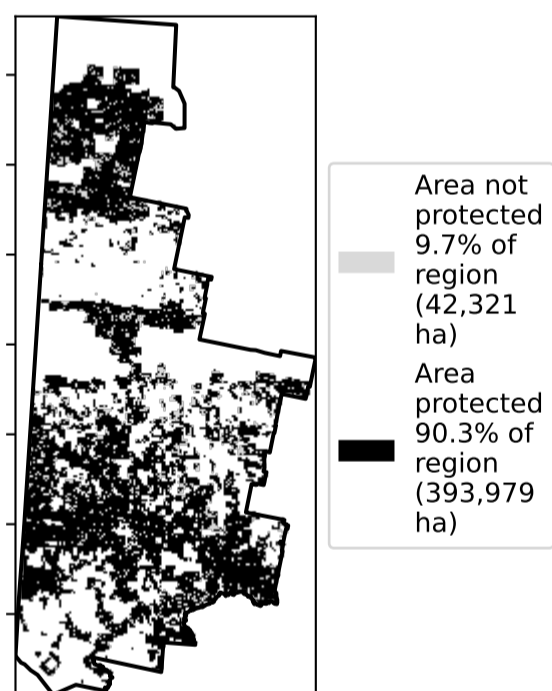 Area not
protected
9.7% of
region
(42,321
ha)
Area
protected
90.3% of
region
(393,979
ha)